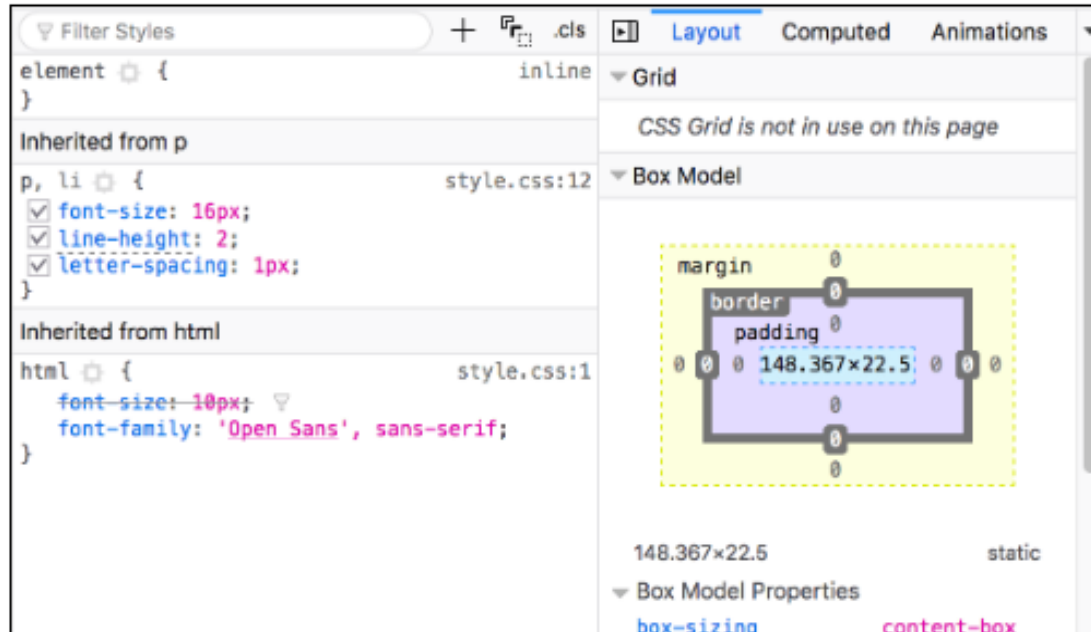 Filter Styles
+ .cls
element { inline
}
Inherited from p
p, li { style.css:12
font-size: 16px;
line-height: 2;
letter-spacing: 1px;
}
Inherited from html
html { style.css:1
font-size: 10px;
font-family: 'Open Sans', sans-serif;
}
Layout Computed Animations
Grid
CSS Grid is not in use on this page
Box Model
margin 0
border 0
padding 0
0 0 0 148.367×22.5 0 0 0
0
0
0
148.367×22.5 static
Box Model Properties
box-sizing content-box